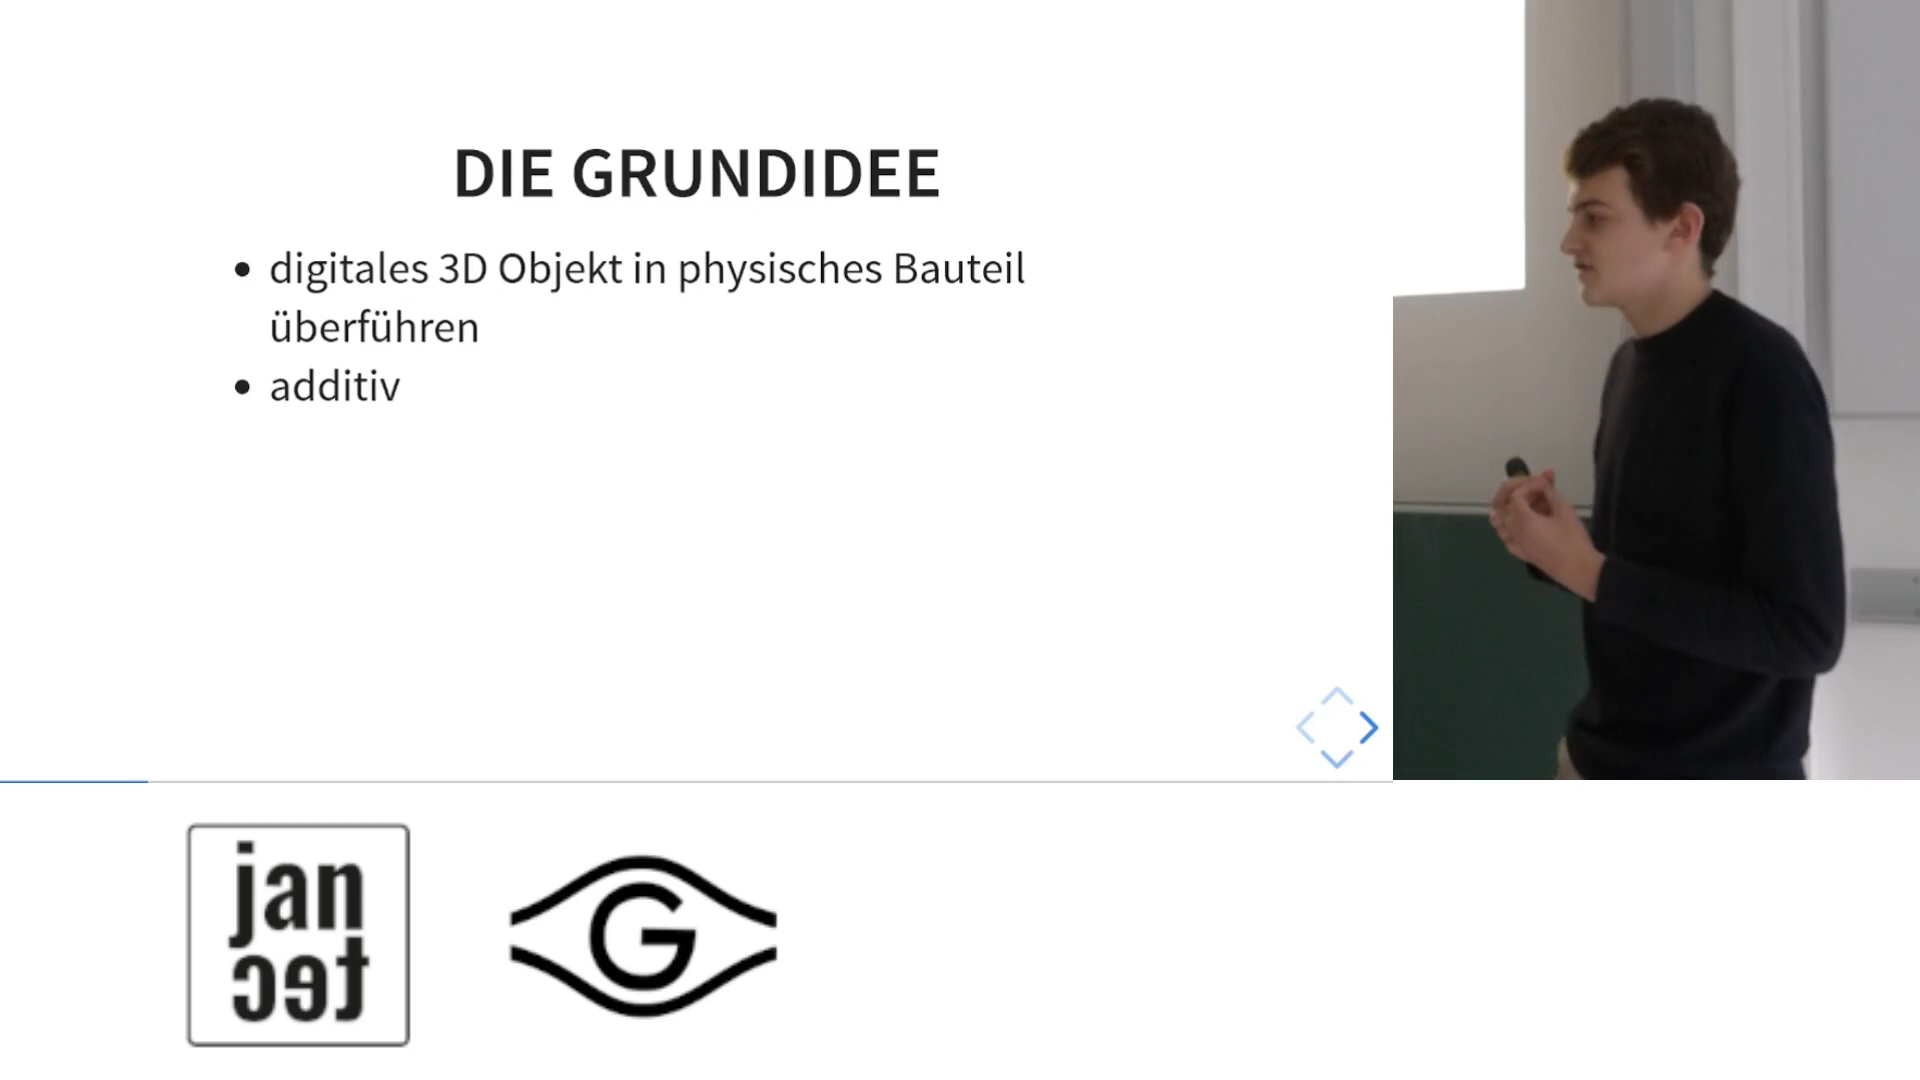 DIE GRUNDIDEE
digitales 3D Objekt in physisches Bauteil
überführen
additiv
jan
tec
G